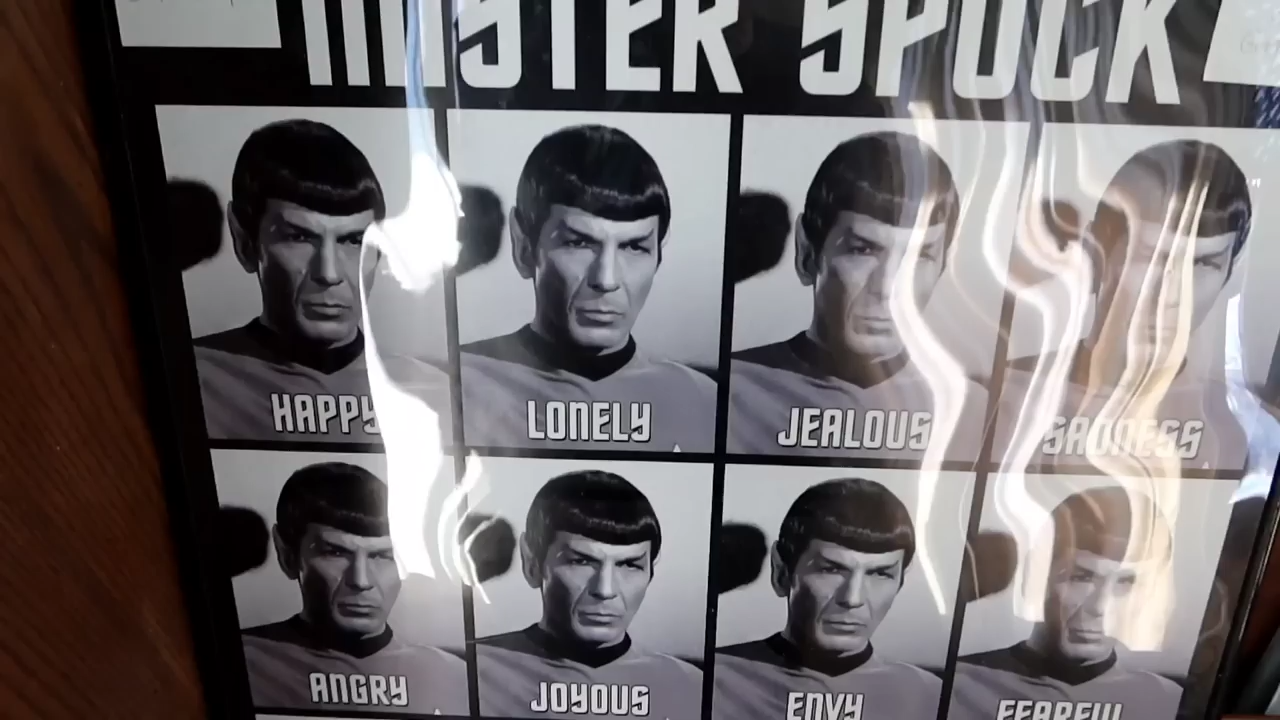 MISTER SPOCK
HAPPY LONELY JEALOUS SADNESS
ANGRY JOYOUS ENVY FEARFUL